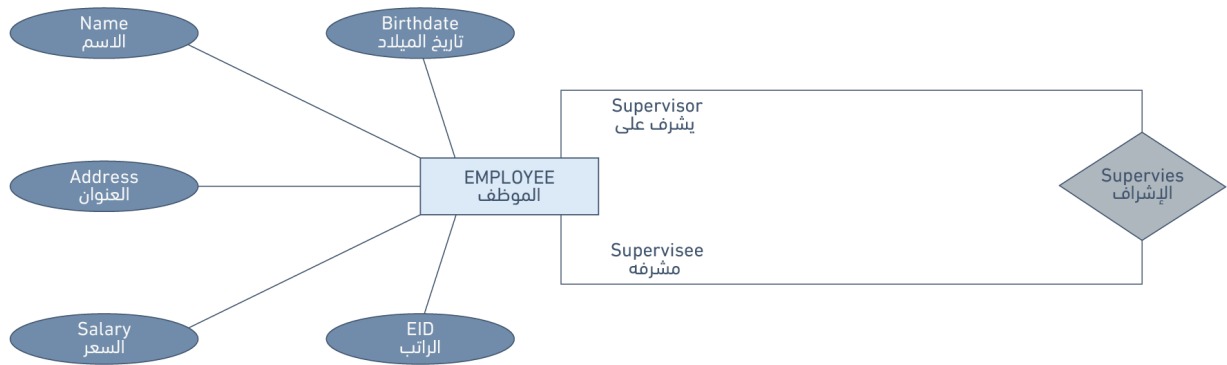 Name
الاسم
Birthdate
تاريخ الميلاد
Supervisor
يشرف على
Address
العنوان
EMPLOYEE
الموظف
Supervies
الإشراف
Supervisee
مشرفه
Salary
السعر
EID
الراتب